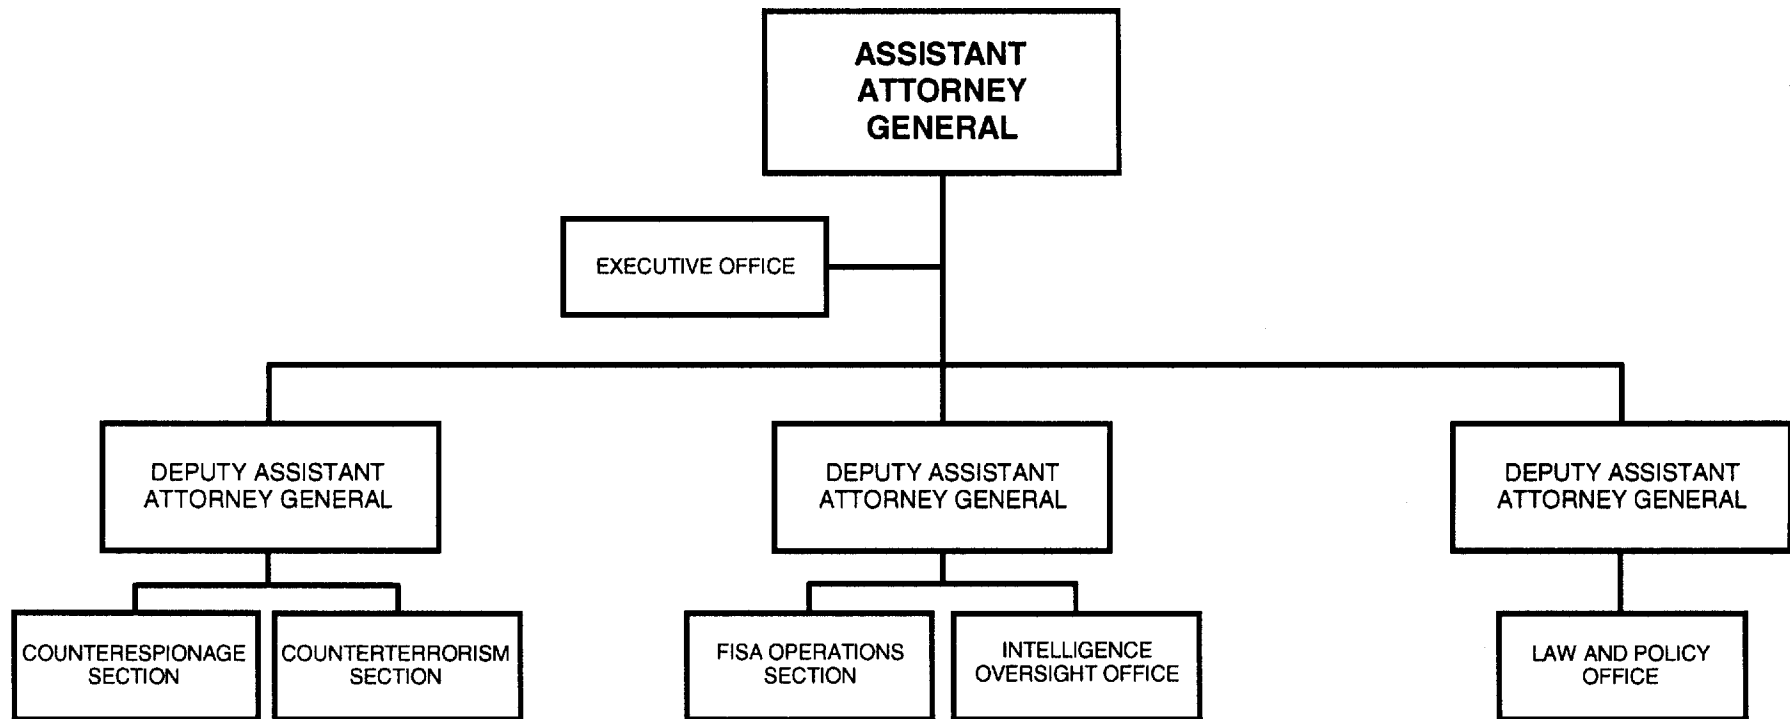 ASSISTANT
ATTORNEY
GENERAL
EXECUTIVE OFFICE
DEPUTY ASSISTANT
ATTORNEY GENERAL
DEPUTY ASSISTANT
ATTORNEY GENERAL
DEPUTY ASSISTANT
ATTORNEY GENERAL
COUNTERESPIONAGE
SECTION
COUNTERTERRORISM
SECTION
FISA OPERATIONS
SECTION
INTELLIGENCE
OVERSIGHT OFFICE
LAW AND POLICY
OFFICE